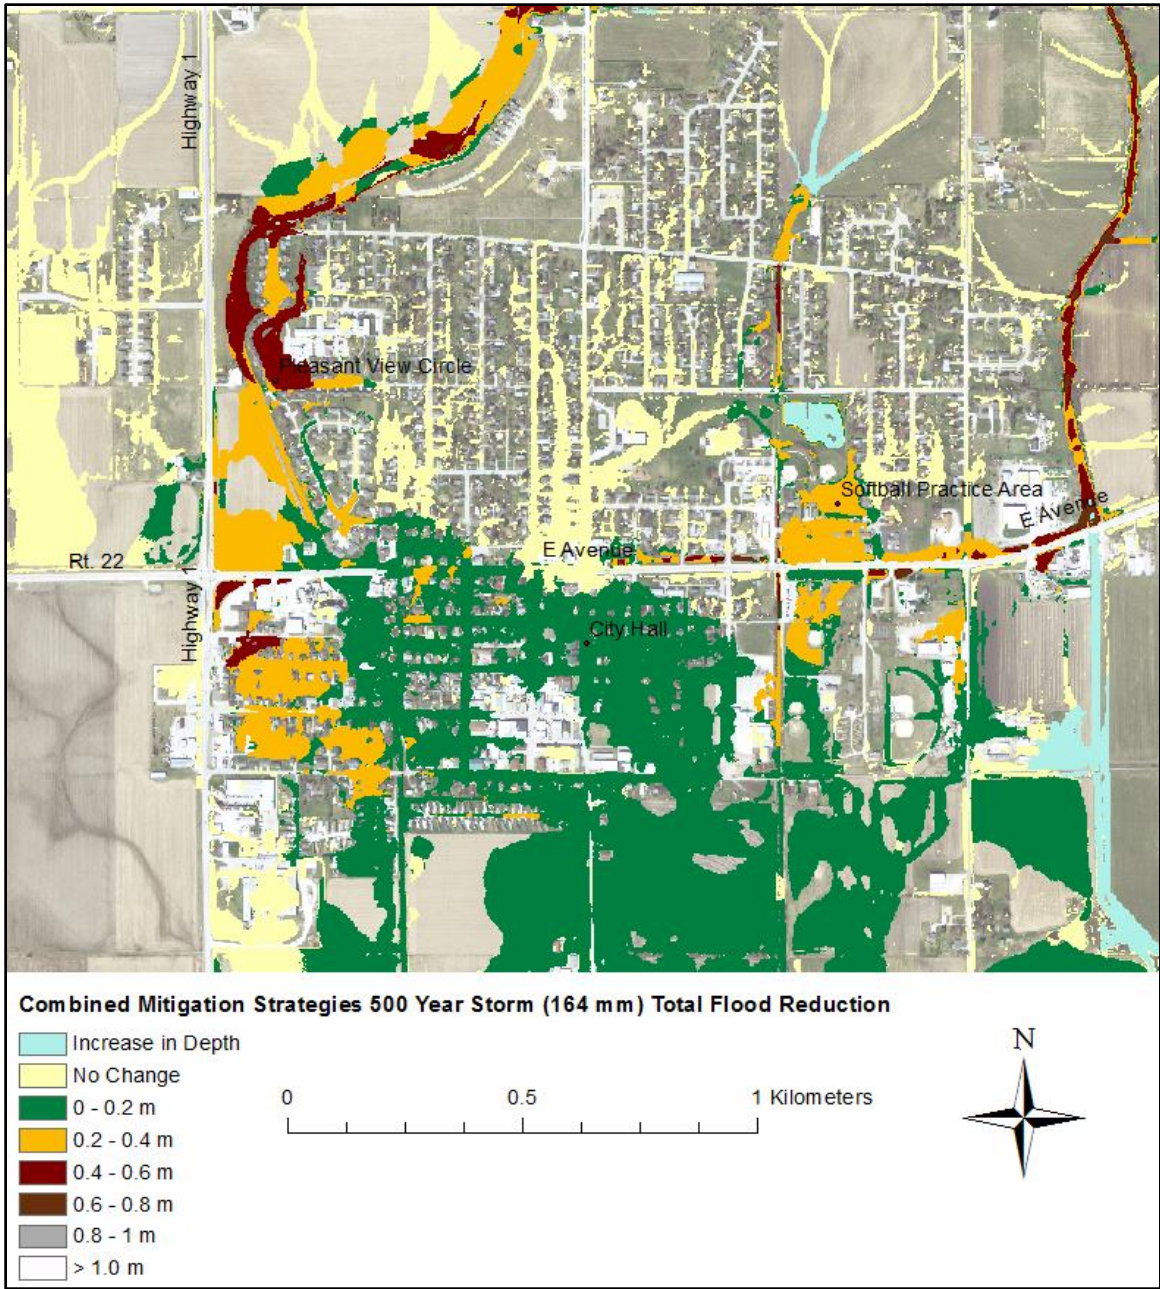 Highway 1
Pleasant View Circle
Softball Practice Area
E Avenue
E Avenue
Rt. 22
City Hall
Highway 1
Combined Mitigation Strategies 500 Year Storm (164 mm) Total Flood Reduction
Increase in Depth
No Change
0 - 0.2 m
0.2 - 0.4 m
0.4 - 0.6 m
0.6 - 0.8 m
0.8 - 1 m
> 1.0 m
0 0.5 1 Kilometers
N